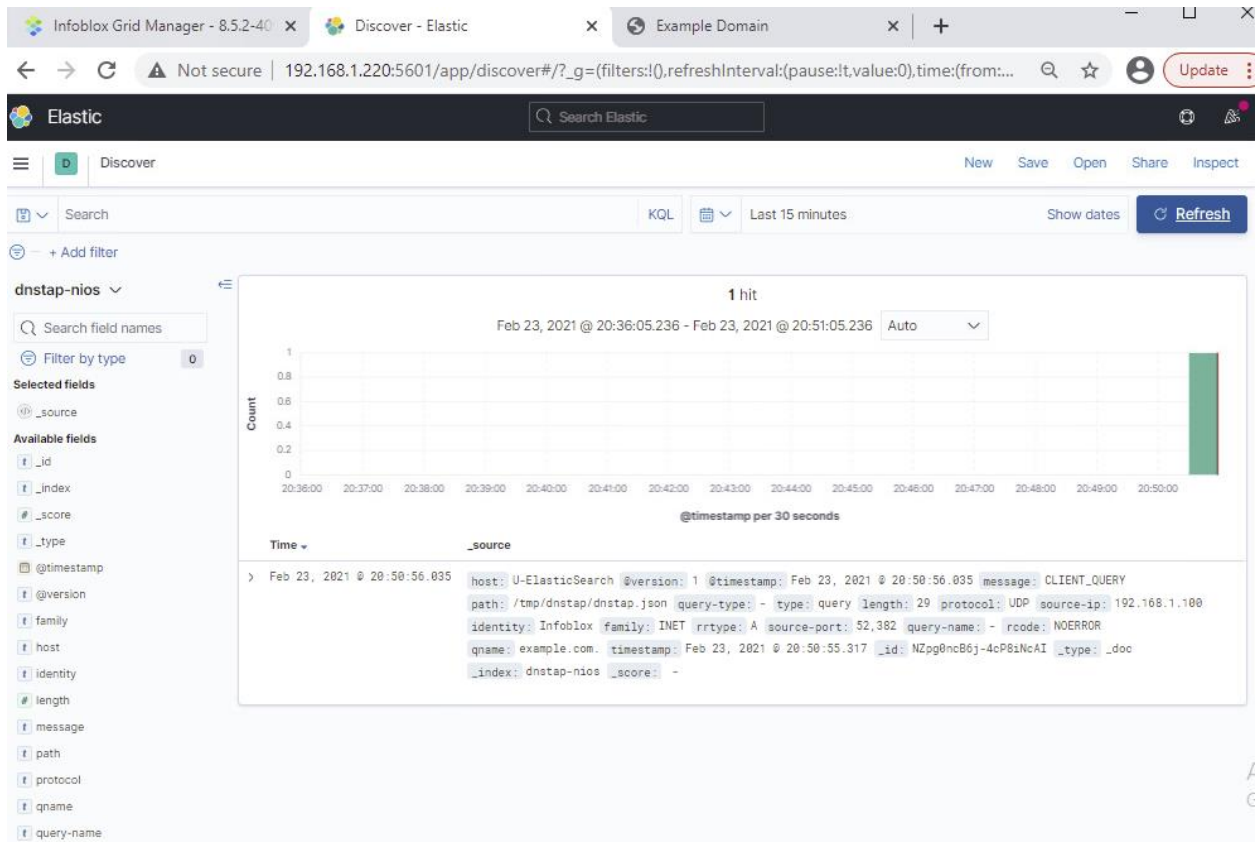 Infoblox Grid Manager - 8.5.2-40
Discover - Elastic
Example Domain
Not secure | 192.168.1.220:5601/app/discover#/?_g=(filters:!(),refreshInterval:(pause:!t,value:0),time:(from:...
Update
Elastic
Search Elastic
D Discover
New Save Open Share Inspect
Search KQL Last 15 minutes Show dates Refresh
+ Add filter
dnstap-nios
1 hit
Search field names
Feb 23, 2021 @ 20:36:05.236 - Feb 23, 2021 @ 20:51:05.236 Auto
Filter by type 0
Selected fields
_source
Available fields
t _id
t _index
# _score
t _type
@timestamp
t @version
t family
t host
t identity
# length
t message
t path
t protocol
t qname
t query-name
Count
1
0.8
0.6
0.4
0.2
0
20:36:00 20:37:00 20:38:00 20:39:00 20:40:00 20:41:00 20:42:00 20:43:00 20:44:00 20:45:00 20:46:00 20:47:00 20:48:00 20:49:00 20:50:00
@timestamp per 30 seconds
Time _source
Feb 23, 2021 @ 20:50:56.035
host: U-ElasticSearch @version: 1 @timestamp: Feb 23, 2021 @ 20:50:56.035 message: CLIENT_QUERY
path: /tmp/dnstap/dnstap.json query-type: - type: query length: 29 protocol: UDP source-ip: 192.168.1.100
identity: Infoblox family: INET rrtype: A source-port: 52,382 query-name: - rcode: NOERROR
qname: example.com. timestamp: Feb 23, 2021 @ 20:50:55.317 _id: NZpg0ncB6j-4cP8iNcAI _type: _doc
_index: dnstap-nios _score: -